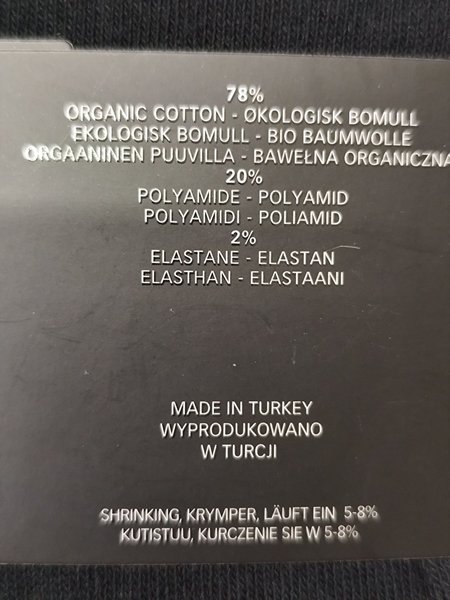 78%
ORGANIC COTTON - ØKOLOGISK BOMULL
EKOLOGISK BOMULL - BIO BAUMWOLLE
ORGAANINEN PUUVILLA - BAWEŁNA ORGANICZNA
20%
POLYAMIDE - POLYAMID
POLYAMIDI - POLIAMID
2%
ELASTANE - ELASTAN
ELASTHAN - ELASTAANI
MADE IN TURKEY
WYPRODUKOWANO
W TURCJI
SHRINKING, KRYMPER, LÄUFT EIN 5-8%
KUTISTUU, KURCZENIE SIE W 5-8%